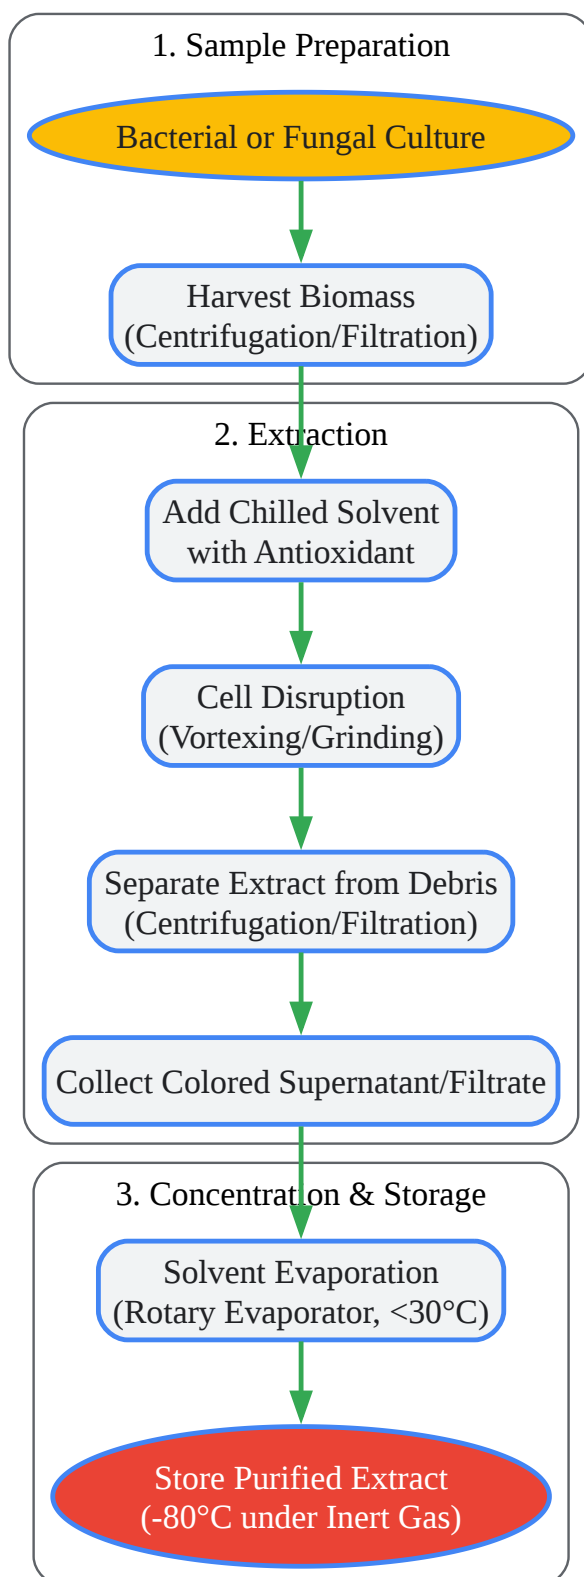 1. Sample Preparation
Bacterial or Fungal Culture
Harvest Biomass
(Centrifugation/Filtration)
2. Extraction
Add Chilled Solvent
with Antioxidant
Cell Disruption
(Vortexing/Grinding)
Separate Extract from Debris
(Centrifugation/Filtration)
Collect Colored Supernatant/Filtrate
3. Concentration & Storage
Solvent Evaporation
(Rotary Evaporator, <30°C)
Store Purified Extract
(-80°C under Inert Gas)